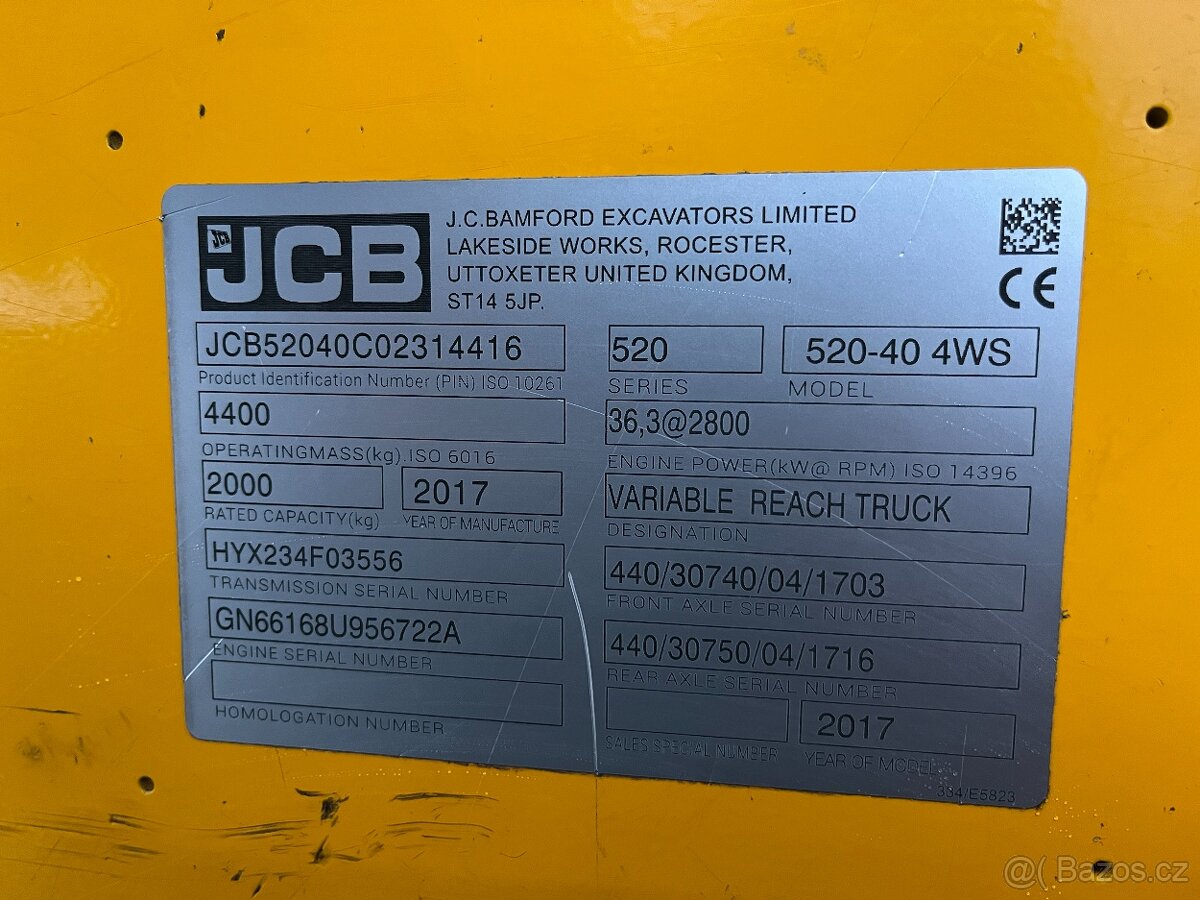 JCB
JCB
J.C.BAMFORD EXCAVATORS LIMITED
LAKESIDE WORKS, ROCESTER,
UTTOXETER UNITED KINGDOM,
ST14 5JP.
CE
JCB52040C02314416
Product Identification Number (PIN) ISO 10261
520
SERIES
520-40 4WS
MODEL
4400
OPERATINGMASS(kg).ISO 6016
36,3@2800
ENGINE POWER(kW@ RPM) ISO 14396
2000
RATED CAPACITY(kg)
2017
YEAR OF MANUFACTURE
VARIABLE REACH TRUCK
DESIGNATION
HYX234F03556
TRANSMISSION SERIAL NUMBER
440/30740/04/1703
FRONT AXLE SERIAL NUMBER
GN66168U956722A
ENGINE SERIAL NUMBER
440/30750/04/1716
REAR AXLE SERIAL NUMBER
HOMOLOGATION NUMBER
SALES SPECIAL NUMBER
2017
YEAR OF MODEL
334/E5823
@( Bazos.cz